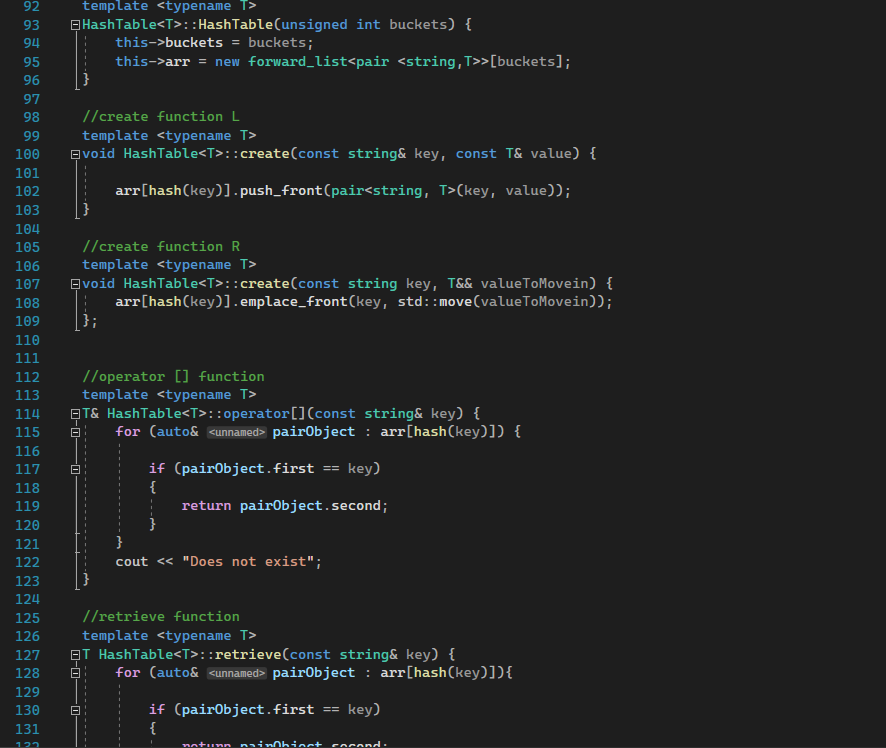 92 template <typename T>
93 HashTable<T>::HashTable(unsigned int buckets) {
94 this->buckets = buckets;
95 this->arr = new forward_list<pair <string,T>>[buckets];
96 }
97
98 //create function L
99 template <typename T>
100 void HashTable<T>::create(const string& key, const T& value) {
101
102 arr[hash(key)].push_front(pair<string, T>(key, value));
103 }
104
105 //create function R
106 template <typename T>
107 void HashTable<T>::create(const string key, T&& valueToMovein) {
108 arr[hash(key)].emplace_front(key, std::move(valueToMovein));
109 };
110
111
112 //operator [] function
113 template <typename T>
114 T& HashTable<T>::operator[](const string& key) {
115 for (auto& <unnamed> pairObject : arr[hash(key)]) {
116
117 if (pairObject.first == key)
118 {
119 return pairObject.second;
120 }
121 }
122 cout << "Does not exist";
123 }
124
125 //retrieve function
126 template <typename T>
127 T HashTable<T>::retrieve(const string& key) {
128 for (auto& <unnamed> pairObject : arr[hash(key)]){
129
130 if (pairObject.first == key)
131 {
132 return pairObject.second;